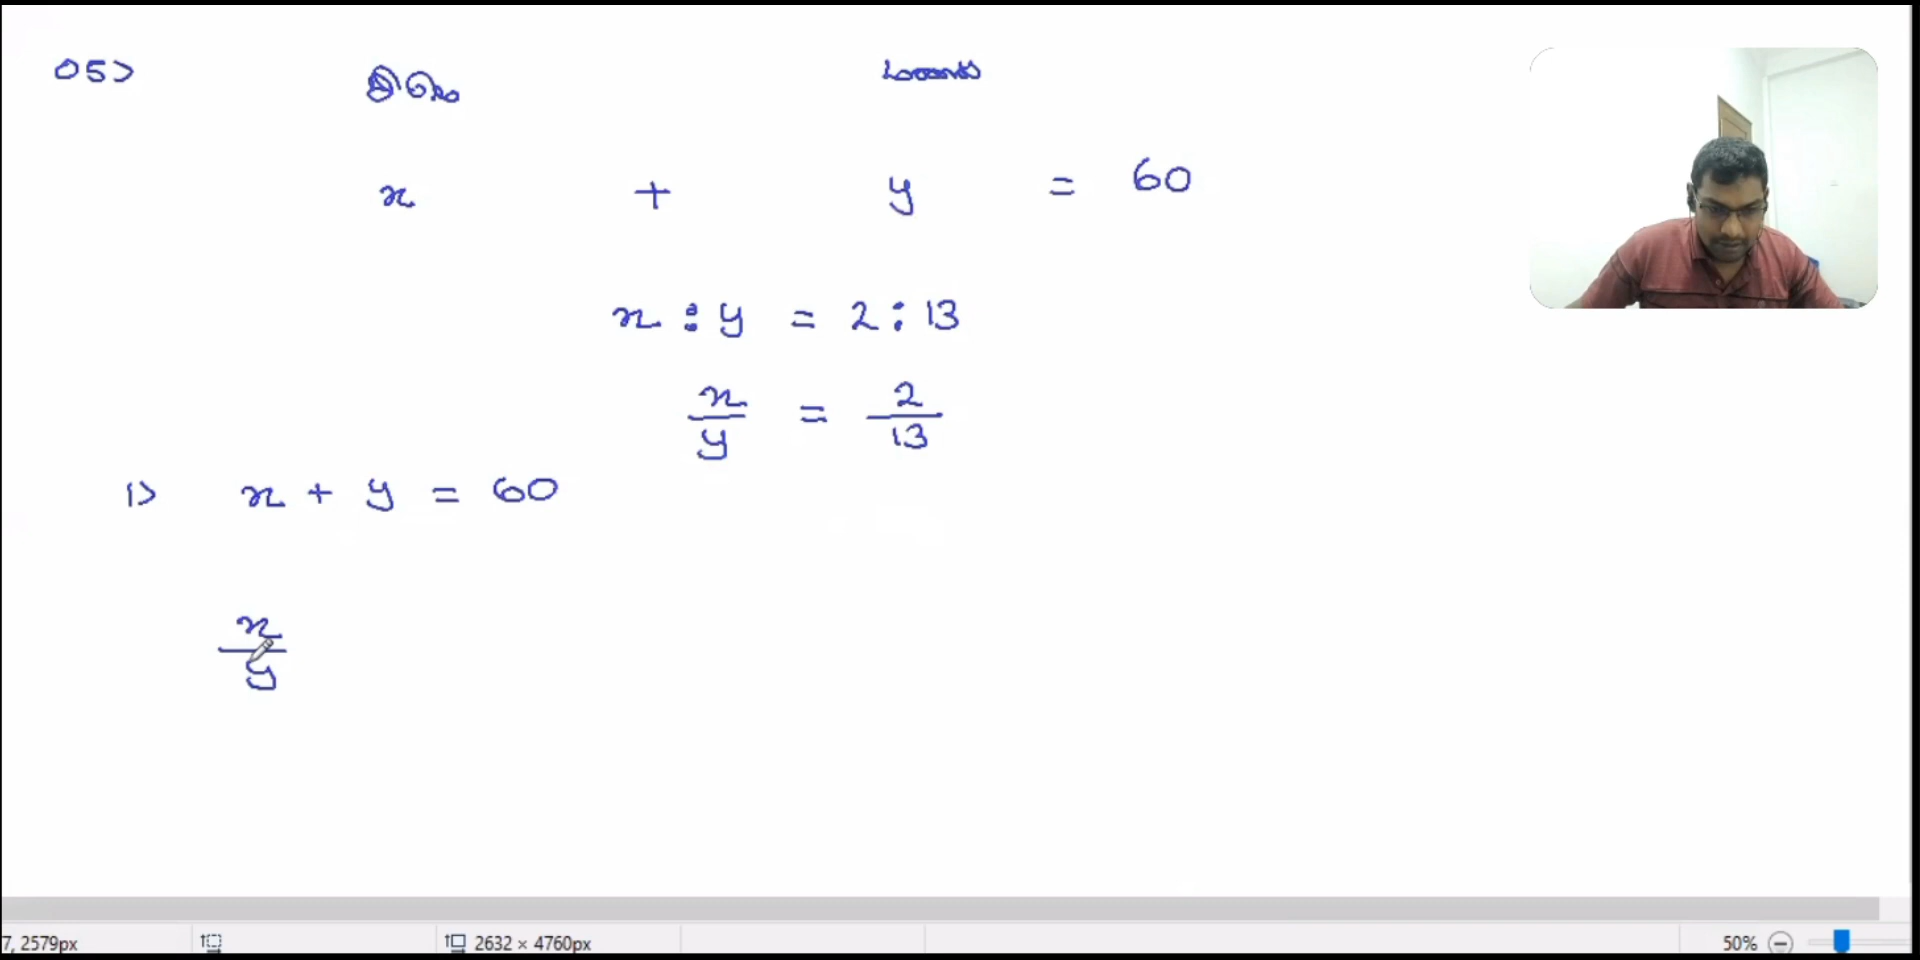 05>
x + y = 60
x : y = 2 : 13
x/y = 2/13
1> x + y = 60
x/y
7, 2579px 2632 × 4760px 50%